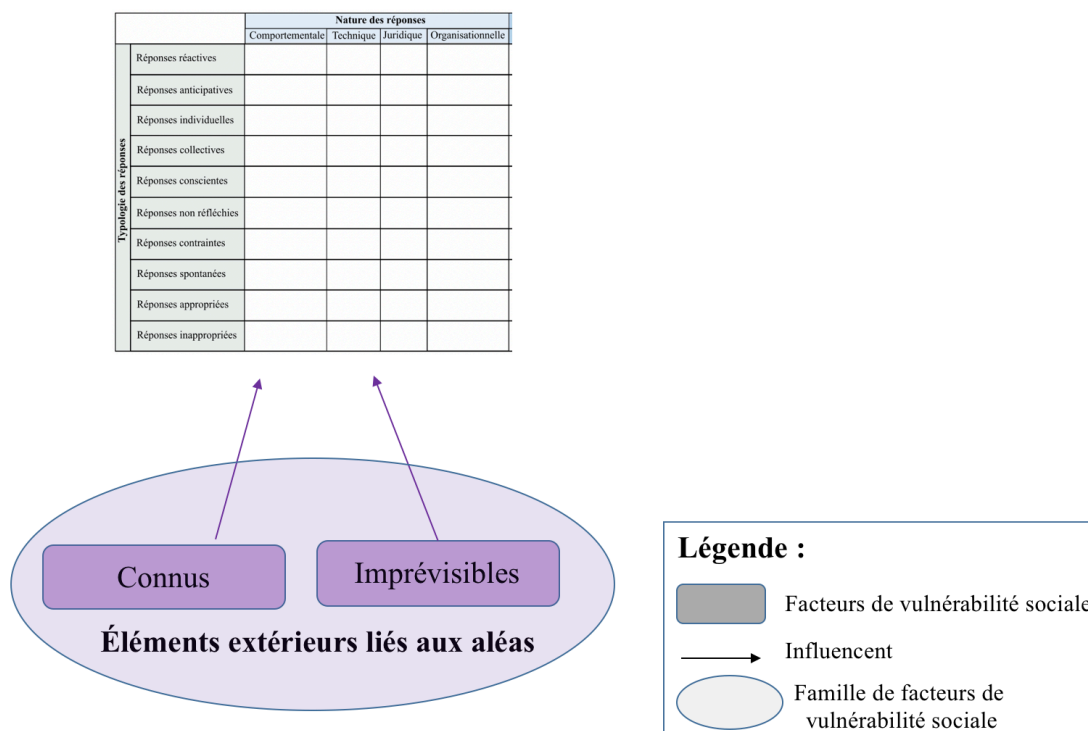 Nature des réponses
Comportementale Technique Juridique Organisationnelle
Typologie des réponses
Réponses réactives
Réponses anticipatives
Réponses individuelles
Réponses collectives
Réponses conscientes
Réponses non réfléchies
Réponses contraintes
Réponses spontanées
Réponses appropriées
Réponses inappropriées
Connus
Imprévisibles
Éléments extérieurs liés aux aléas
Légende :
Facteurs de vulnérabilité sociale
Influencent
Famille de facteurs de
vulnérabilité sociale